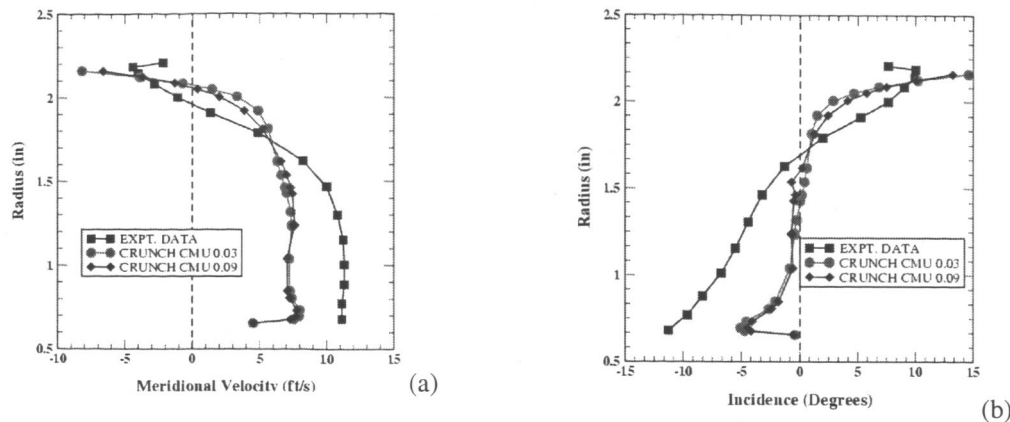 2.5
2
1.5
1
0.5
Radius (in)
EXPT. DATA
CRUNCH CMU 0.03
CRUNCH CMU 0.09
-10 -5 0 5 10 15
Meridional Velocity (ft/s)
(a)
2.5
2
1.5
1
0.5
Radius (in)
EXPT. DATA
CRUNCH CMU 0.03
CRUNCH CMU 0.09
-15 -10 -5 0 5 10 15
Incidence (Degrees)
(b)